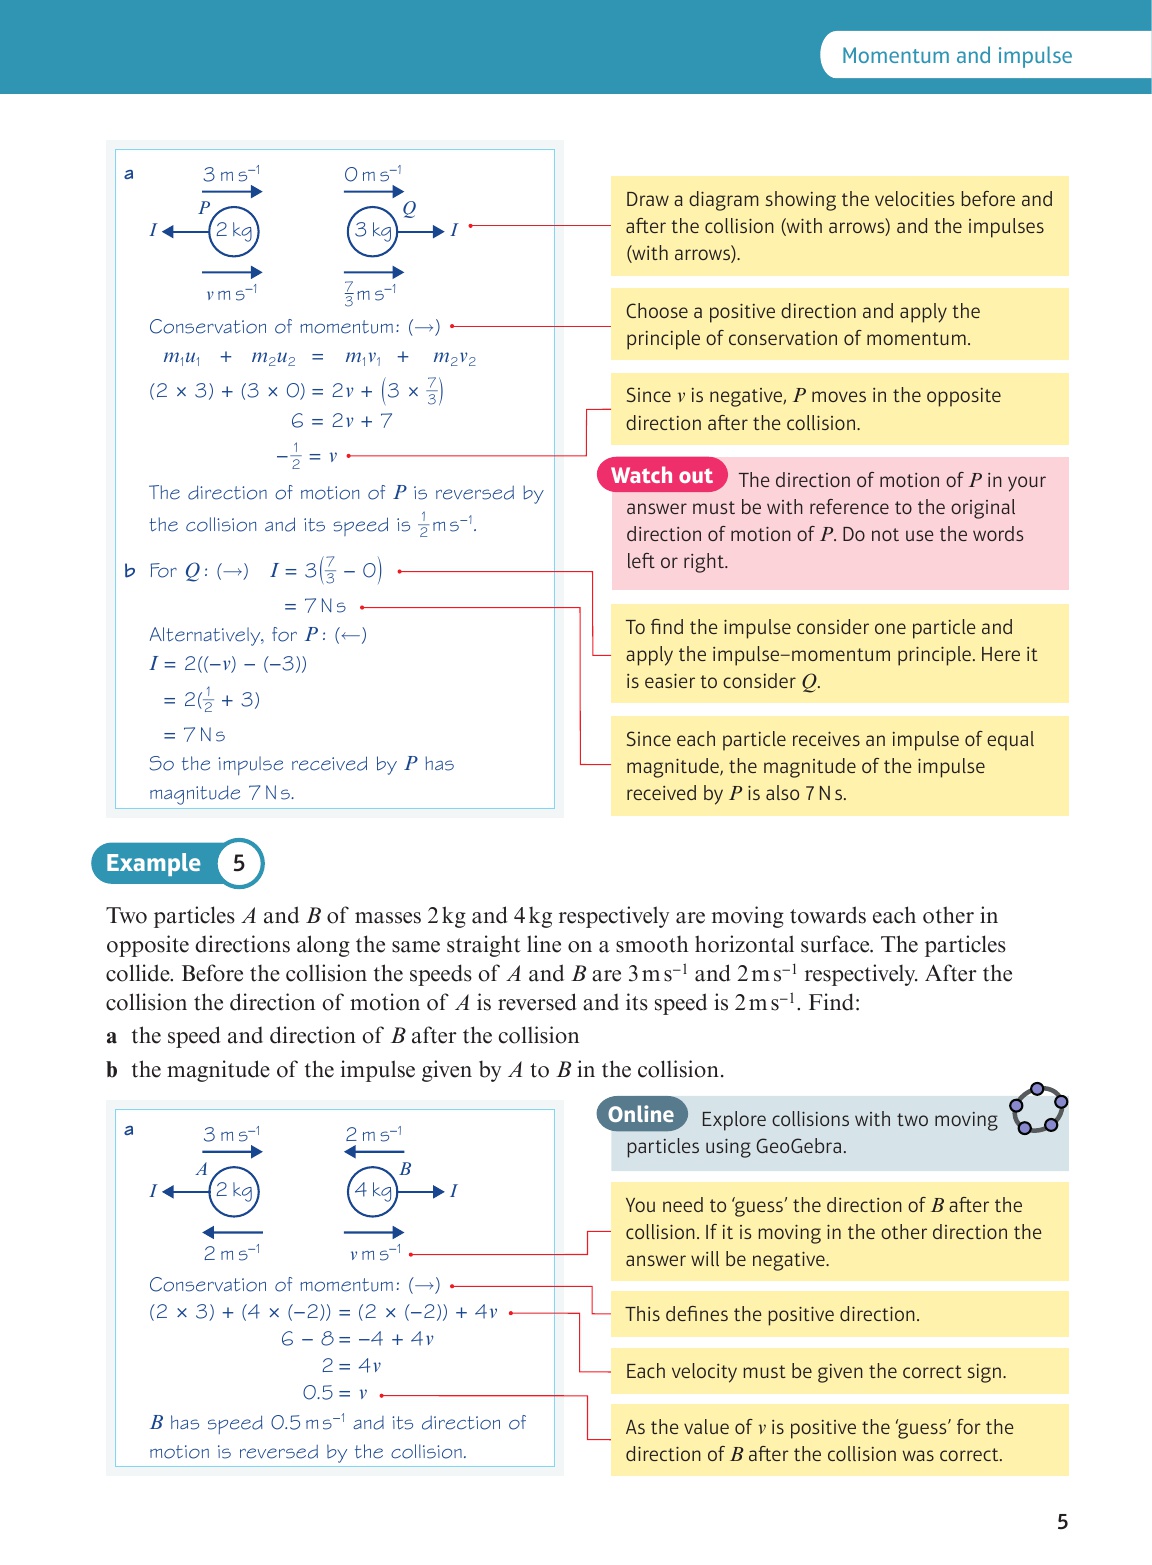 Momentum and impulse
a
3 m s⁻¹ 0 m s⁻¹
P Q
I 2 kg 3 kg I
v m s⁻¹ 7/3 m s⁻¹
Conservation of momentum: (→)
m₁u₁ + m₂u₂ = m₁v₁ + m₂v₂
(2 × 3) + (3 × 0) = 2v + (3 × 7/3)
6 = 2v + 7
−1/2 = v
The direction of motion of P is reversed by
the collision and its speed is 1/2 m s⁻¹.
b For Q: (→) I = 3(7/3 − 0)
= 7 N s
Alternatively, for P: (←)
I = 2((−v) − (−3))
= 2(1/2 + 3)
= 7 N s
So the impulse received by P has
magnitude 7 N s.
Draw a diagram showing the velocities before and
after the collision (with arrows) and the impulses
(with arrows).
Choose a positive direction and apply the
principle of conservation of momentum.
Since v is negative, P moves in the opposite
direction after the collision.
Watch out The direction of motion of P in your
answer must be with reference to the original
direction of motion of P. Do not use the words
left or right.
To find the impulse consider one particle and
apply the impulse–momentum principle. Here it
is easier to consider Q.
Since each particle receives an impulse of equal
magnitude, the magnitude of the impulse
received by P is also 7 N s.
Example 5
Two particles A and B of masses 2 kg and 4 kg respectively are moving towards each other in
opposite directions along the same straight line on a smooth horizontal surface. The particles
collide. Before the collision the speeds of A and B are 3 m s⁻¹ and 2 m s⁻¹ respectively. After the
collision the direction of motion of A is reversed and its speed is 2 m s⁻¹. Find:
a the speed and direction of B after the collision
b the magnitude of the impulse given by A to B in the collision.
a
3 m s⁻¹ 2 m s⁻¹
A B
I 2 kg 4 kg I
2 m s⁻¹ v m s⁻¹
Conservation of momentum: (→)
(2 × 3) + (4 × (−2)) = (2 × (−2)) + 4v
6 − 8 = −4 + 4v
2 = 4v
0.5 = v
B has speed 0.5 m s⁻¹ and its direction of
motion is reversed by the collision.
Online Explore collisions with two moving
particles using GeoGebra.
You need to ‘guess’ the direction of B after the
collision. If it is moving in the other direction the
answer will be negative.
This defines the positive direction.
Each velocity must be given the correct sign.
As the value of v is positive the ‘guess’ for the
direction of B after the collision was correct.
5